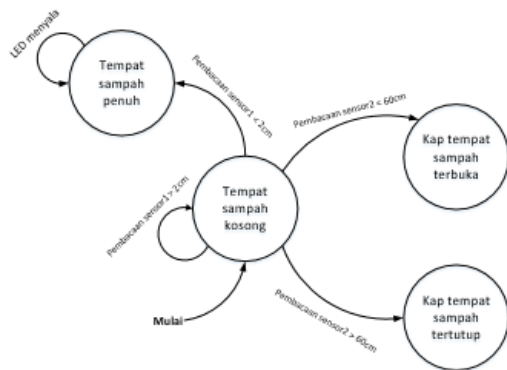 LED menyala
Tempat
sampah
penuh
Pembacaan sensor1 < 2cm
Pembacaan sensor2 < 60cm
Kap tempat
sampah
terbuka
Tempat
sampah
kosong
Pembacaan sensor1 > 2cm
Mulai
Pembacaan sensor2 > 60cm
Kap tempat
sampah
tertutup